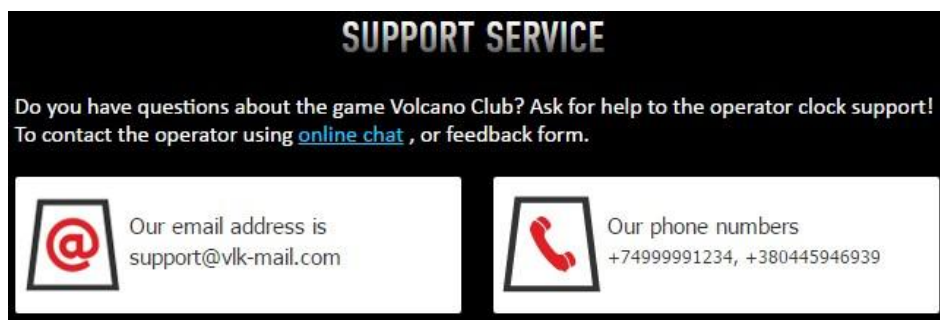 SUPPORT SERVICE
Do you have questions about the game Volcano Club? Ask for help to the operator clock support!
To contact the operator using online chat , or feedback form.
Our email address is
support@vlk-mail.com
Our phone numbers
+74999991234, +380445946939